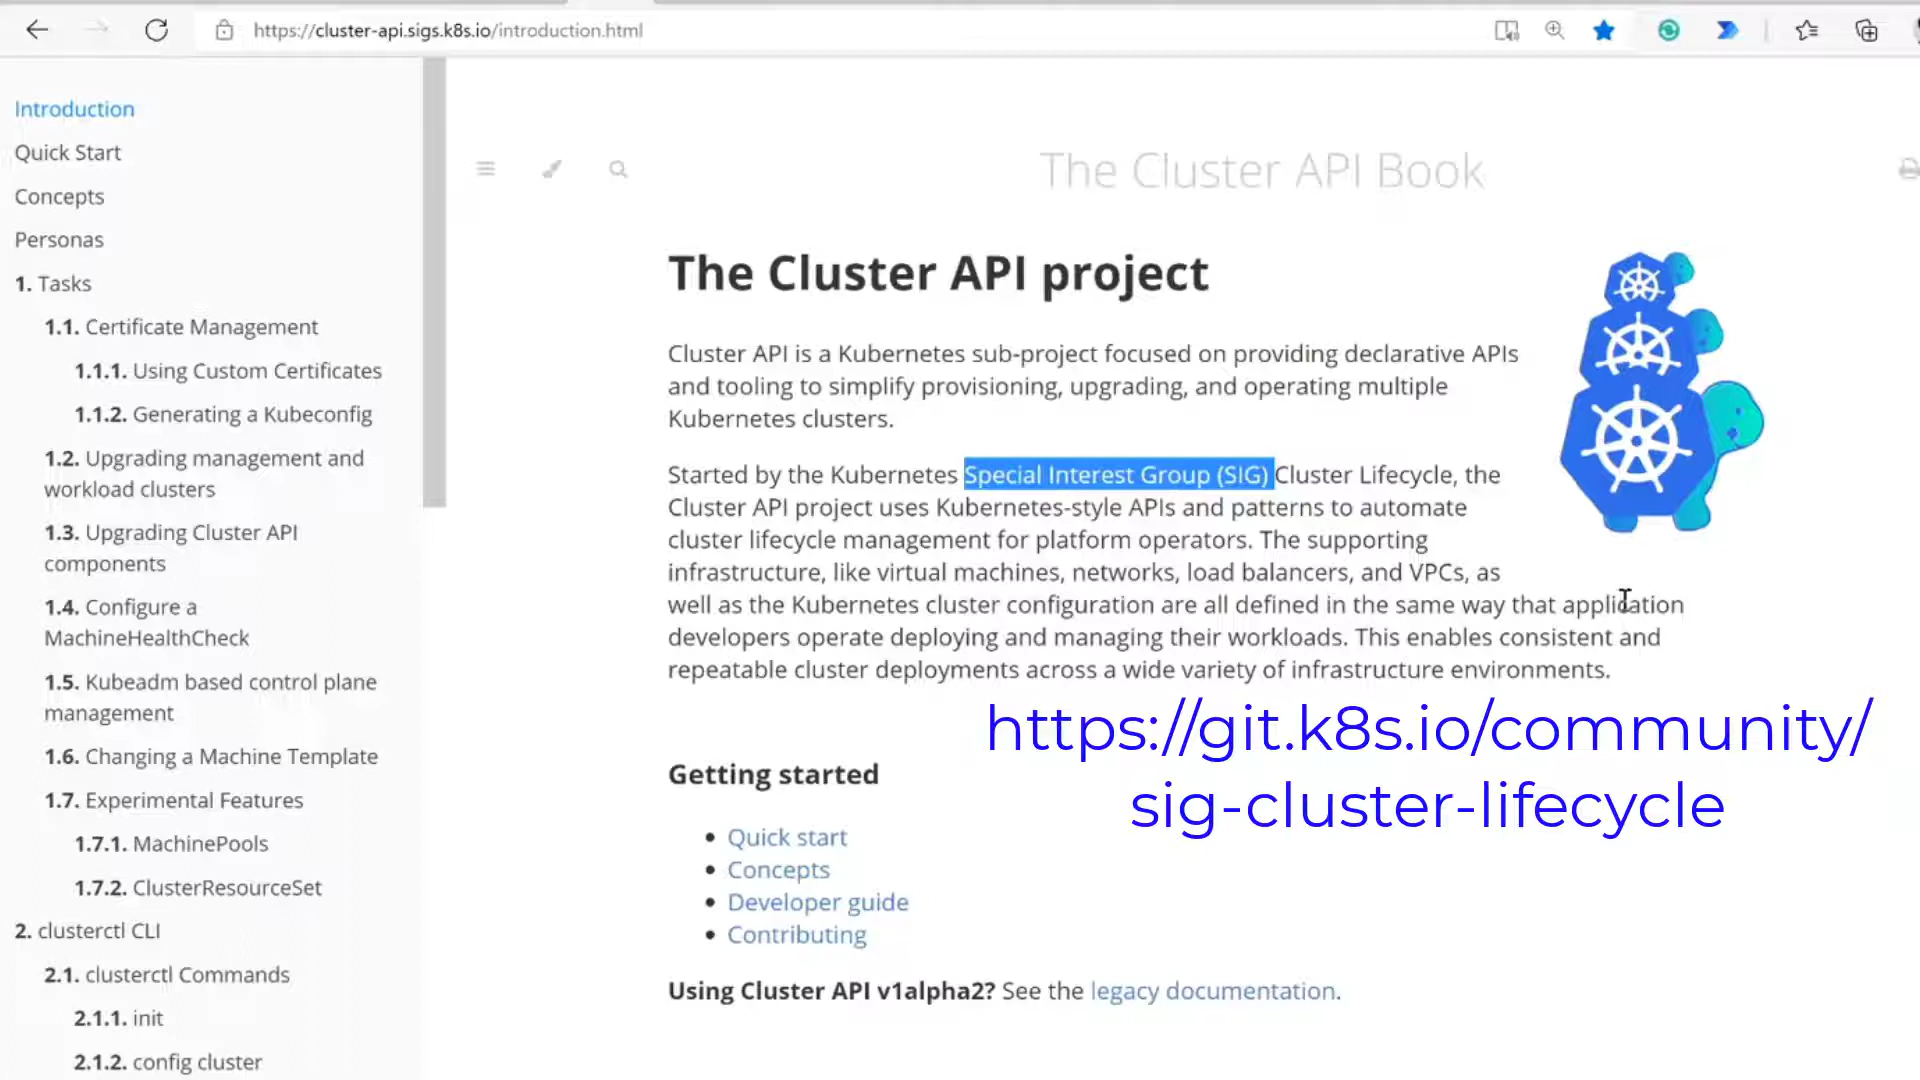 https://cluster-api.sigs.k8s.io/introduction.html
Introduction
Quick Start
Concepts
Personas
1. Tasks
1.1. Certificate Management
1.1.1. Using Custom Certificates
1.1.2. Generating a Kubeconfig
1.2. Upgrading management and
workload clusters
1.3. Upgrading Cluster API
components
1.4. Configure a
MachineHealthCheck
1.5. Kubeadm based control plane
management
1.6. Changing a Machine Template
1.7. Experimental Features
1.7.1. MachinePools
1.7.2. ClusterResourceSet
2. clusterctl CLI
2.1. clusterctl Commands
2.1.1. init
2.1.2. config cluster
The Cluster API Book
The Cluster API project
Cluster API is a Kubernetes sub-project focused on providing declarative APIs
and tooling to simplify provisioning, upgrading, and operating multiple
Kubernetes clusters.
Started by the Kubernetes Special Interest Group (SIG) Cluster Lifecycle, the
Cluster API project uses Kubernetes-style APIs and patterns to automate
cluster lifecycle management for platform operators. The supporting
infrastructure, like virtual machines, networks, load balancers, and VPCs, as
well as the Kubernetes cluster configuration are all defined in the same way that application
developers operate deploying and managing their workloads. This enables consistent and
repeatable cluster deployments across a wide variety of infrastructure environments.
https://git.k8s.io/community/
sig-cluster-lifecycle
Getting started
• Quick start
• Concepts
• Developer guide
• Contributing
Using Cluster API v1alpha2? See the legacy documentation.